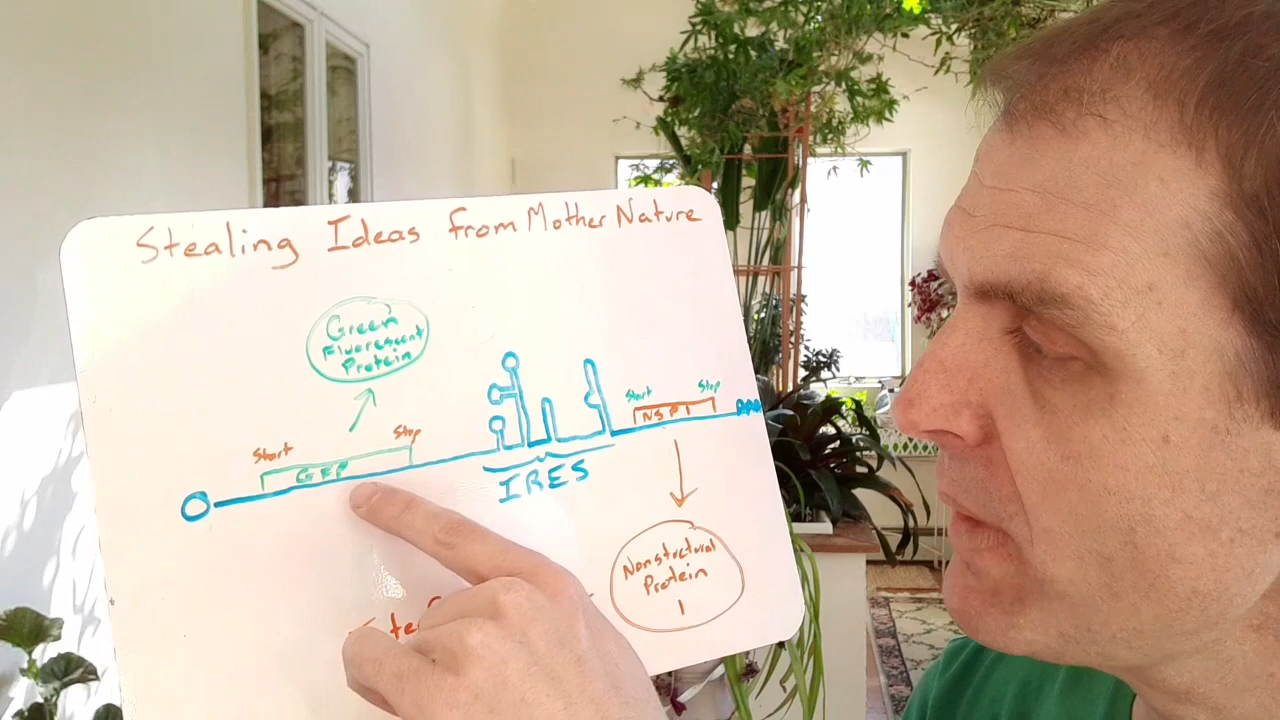 Stealing Ideas from Mother Nature
Green
Fluorescent
Protein
Start
Stop
GFP
IRES
Start
Stop
NSP1
Nonstructural
Protein
1